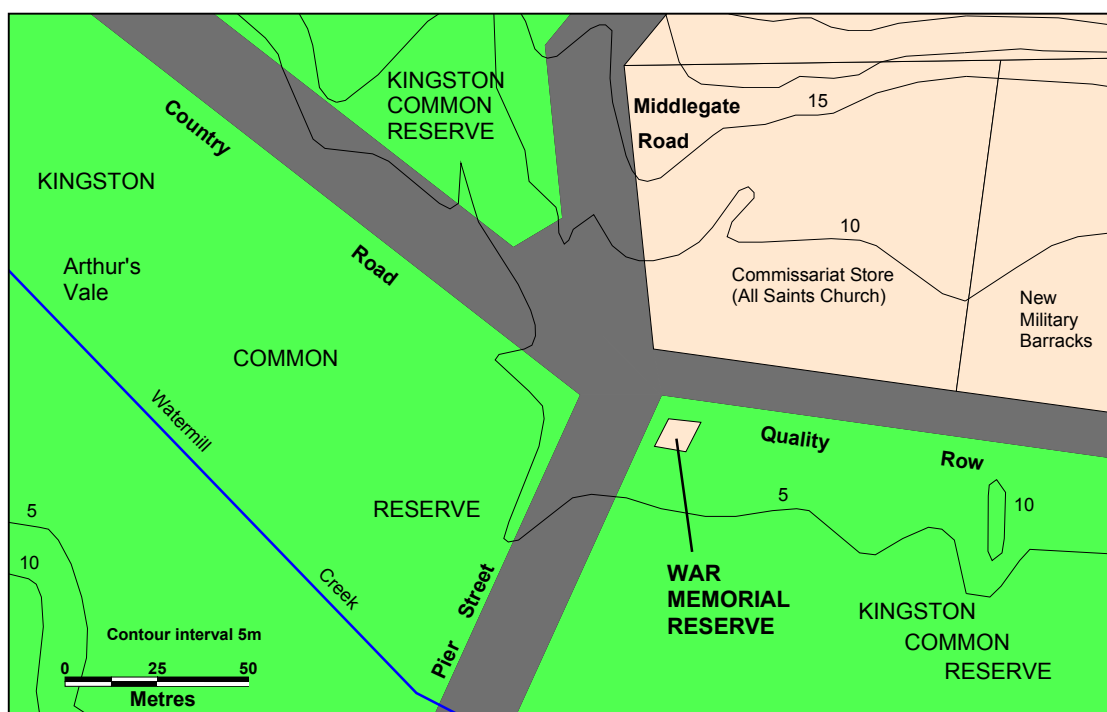 KINGSTON
COMMON
RESERVE
Country
Road
Middlegate
Road
15
KINGSTON
Arthur's
Vale
10
Commissariat Store
(All Saints Church)
New
Military
Barracks
COMMON
Watermill
Creek
Quality
Row
RESERVE
5
10
5
10
WAR
MEMORIAL
RESERVE
Pier Street
KINGSTON
COMMON
RESERVE
Contour interval 5m
0 25 50
Metres